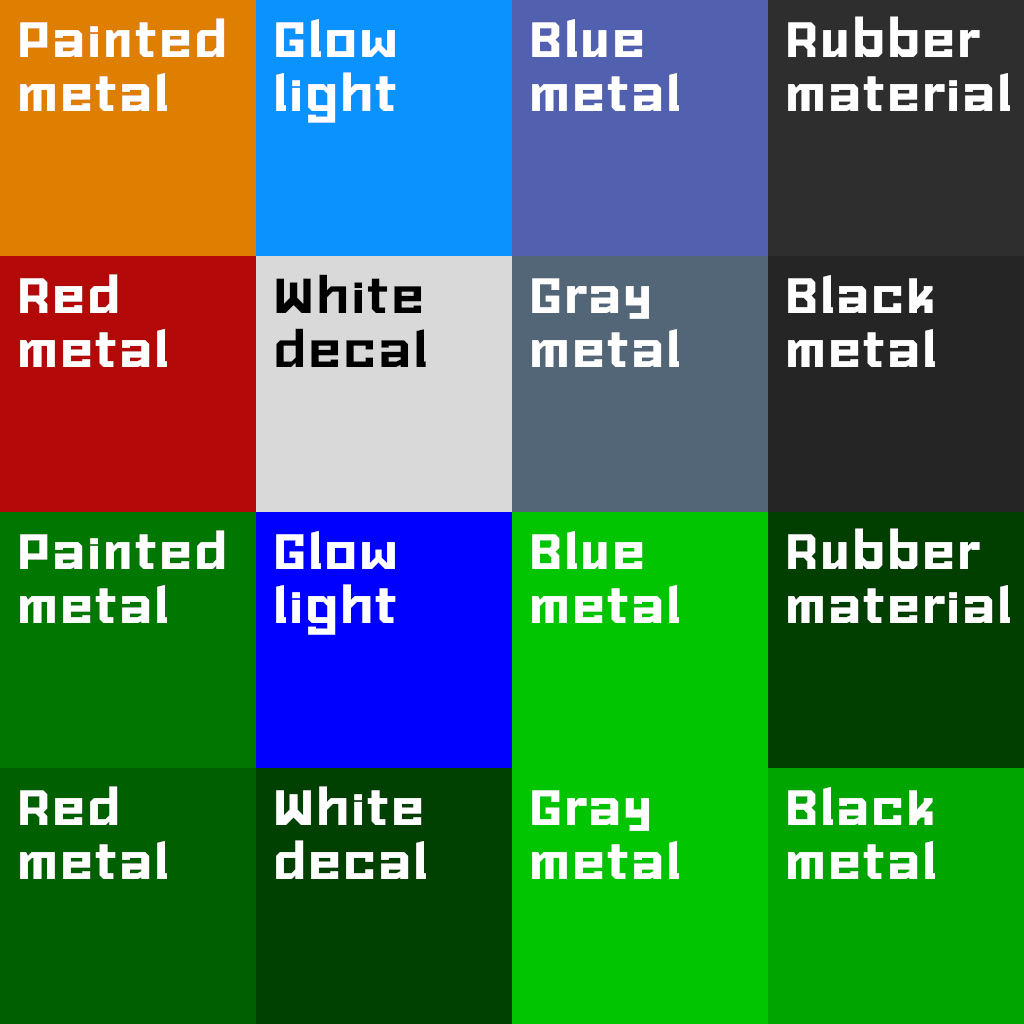 Painted
metal
Glow
light
Blue
metal
Rubber
material
Red
metal
White
decal
Gray
metal
Black
metal
Painted
metal
Glow
light
Blue
metal
Rubber
material
Red
metal
White
decal
Gray
metal
Black
metal